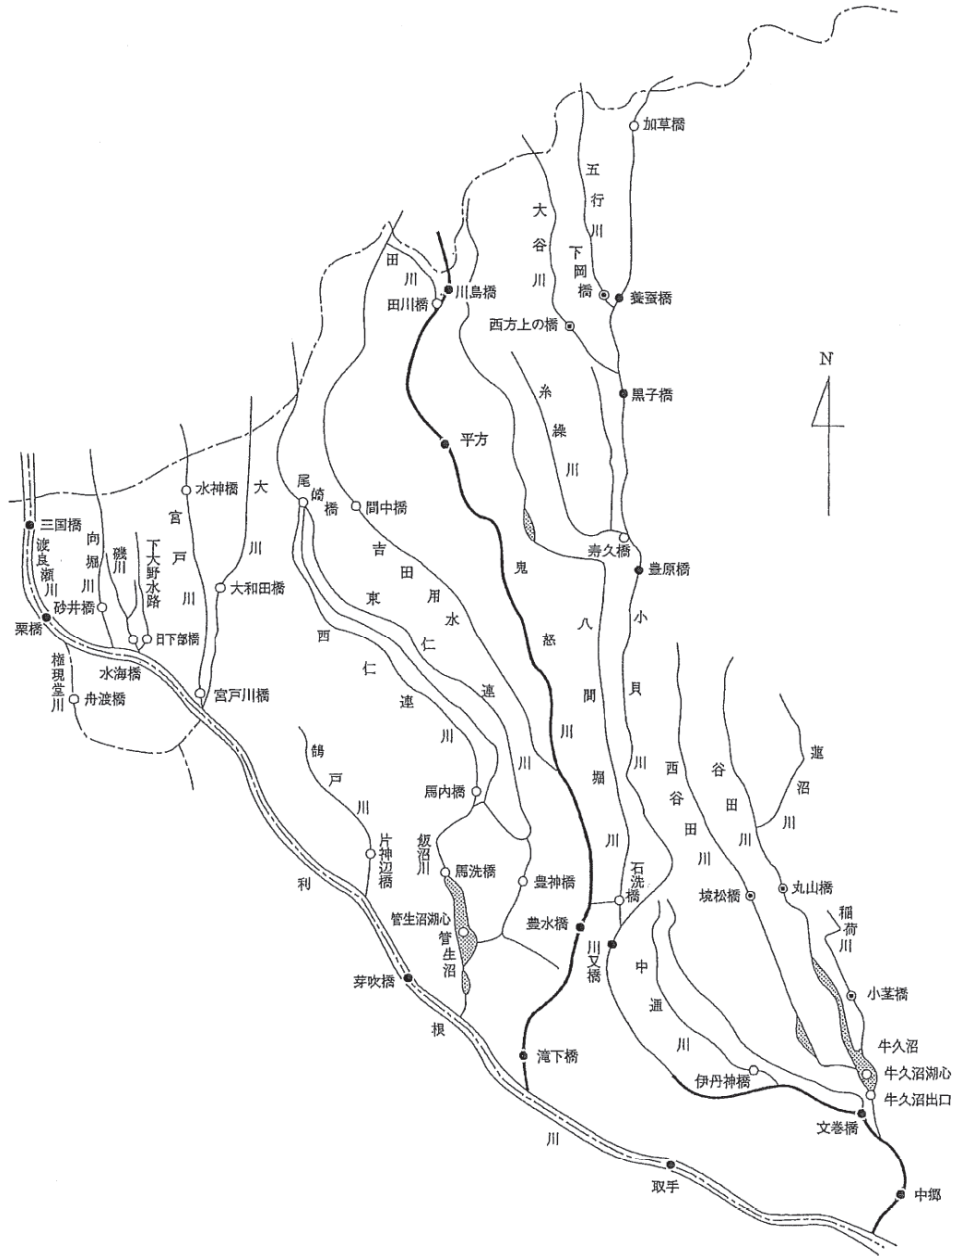 加草橋
五行川
大谷川
下岡橋
養蚕橋
田川
川島橋
田川橋
西方上の橋
N
黒子橋
糸繰川
平方
尾崎橋
水神橋
大川
間中橋
三国橋
渡良瀬川
向堀川
磯川
下大野水路
宮戸川
吉田用水
寿久橋
鬼怒川
豊原橋
大和田橋
砂井橋
栗橋
東仁連川
西仁連川
八間堀川
小貝川
日下部橋
水海橋
権現堂川
舟渡橋
宮戸川橋
鵠戸川
馬内橋
西谷田川
谷田川
蓮沼川
片神辺橋
飯沼川
馬洗橋
豊神橋
石洗橋
境松橋
丸山橋
利根川
菅生沼湖心
菅生沼
豊水橋
川又橋
中通川
稲荷川
芽吹橋
小茎橋
滝下橋
牛久沼
伊丹神橋
牛久沼湖心
牛久沼出口
文巻橋
取手
中郷